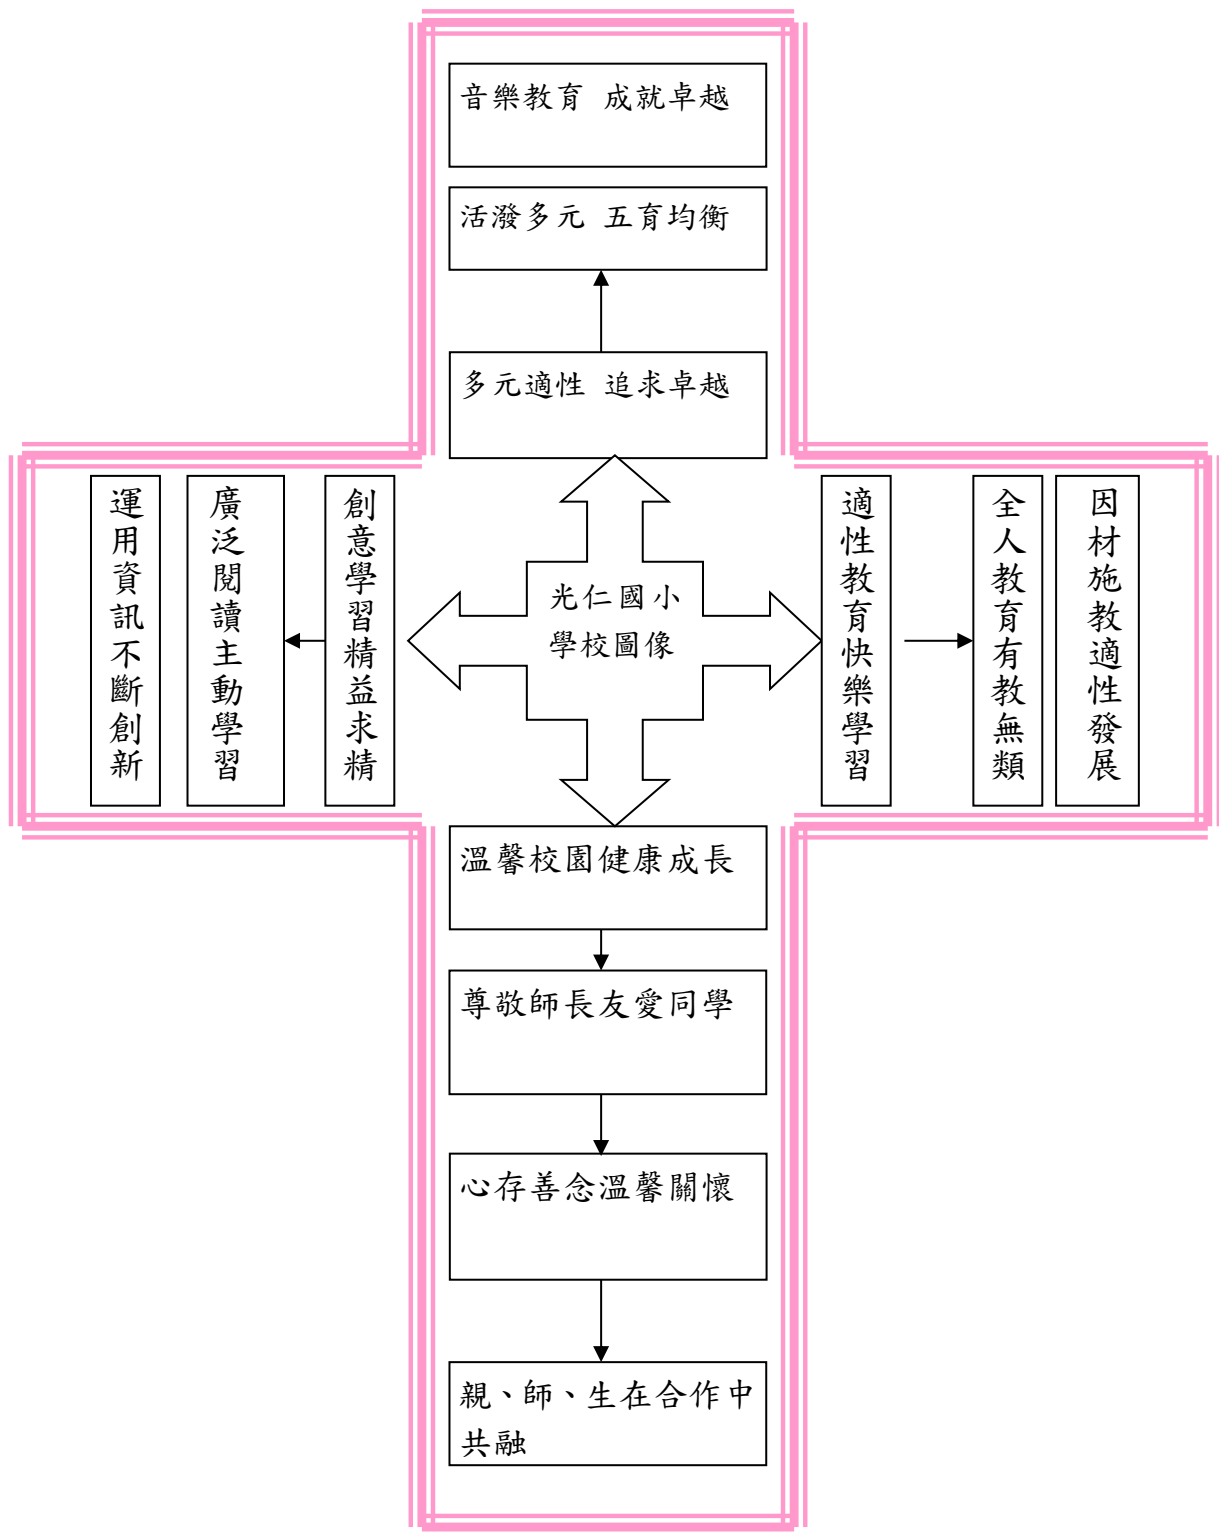 音樂教育 成就卓越
活潑多元 五育均衡
多元適性 追求卓越
運用資訊不斷創新
廣泛閱讀主動學習
創意學習精益求精
光仁國小
學校圖像
適性教育快樂學習
全人教育有教無類
因材施教適性發展
溫馨校園健康成長
尊敬師長友愛同學
心存善念溫馨關懷
親、師、生在合作中
共融